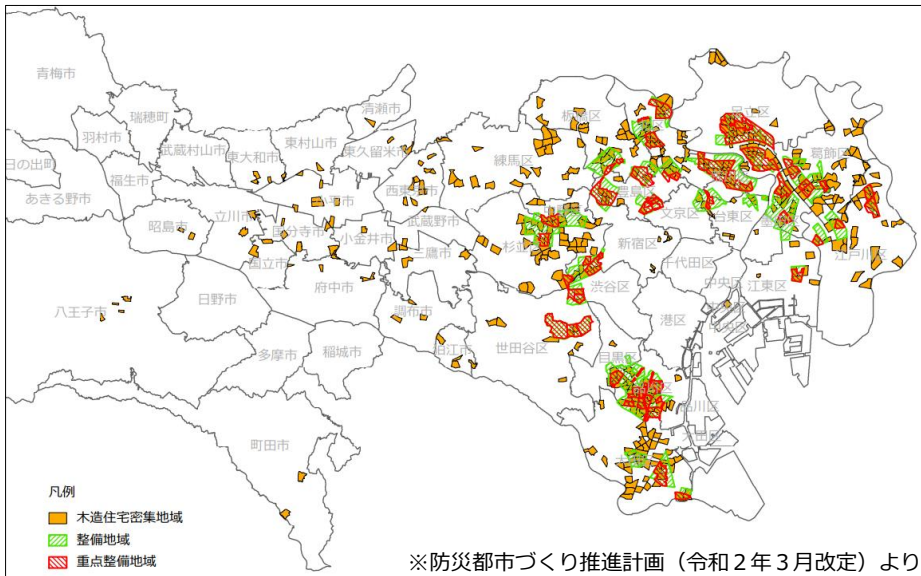 青梅市
瑞穂町
清瀬市
羽村市
武蔵村山市
東大和市
東村山市
東久留米市
板橋区
足立区
日の出町
福生市
練馬区
葛飾区
あきる野市
西東京市
小平市
豊島区
昭島市
立川市
武蔵野市
文京区
台東区
国分寺市
小金井市
杉並区
新宿区
国立市
三鷹市
千代田区
江戸川区
府中市
渋谷区
中央区
江東区
八王子市
日野市
調布市
港区
多摩市
稲城市
狛江市
世田谷区
目黒区
品川区
大田区
町田市
凡例
木造住宅密集地域
整備地域
重点整備地域
※防災都市づくり推進計画（令和２年３月改定）より